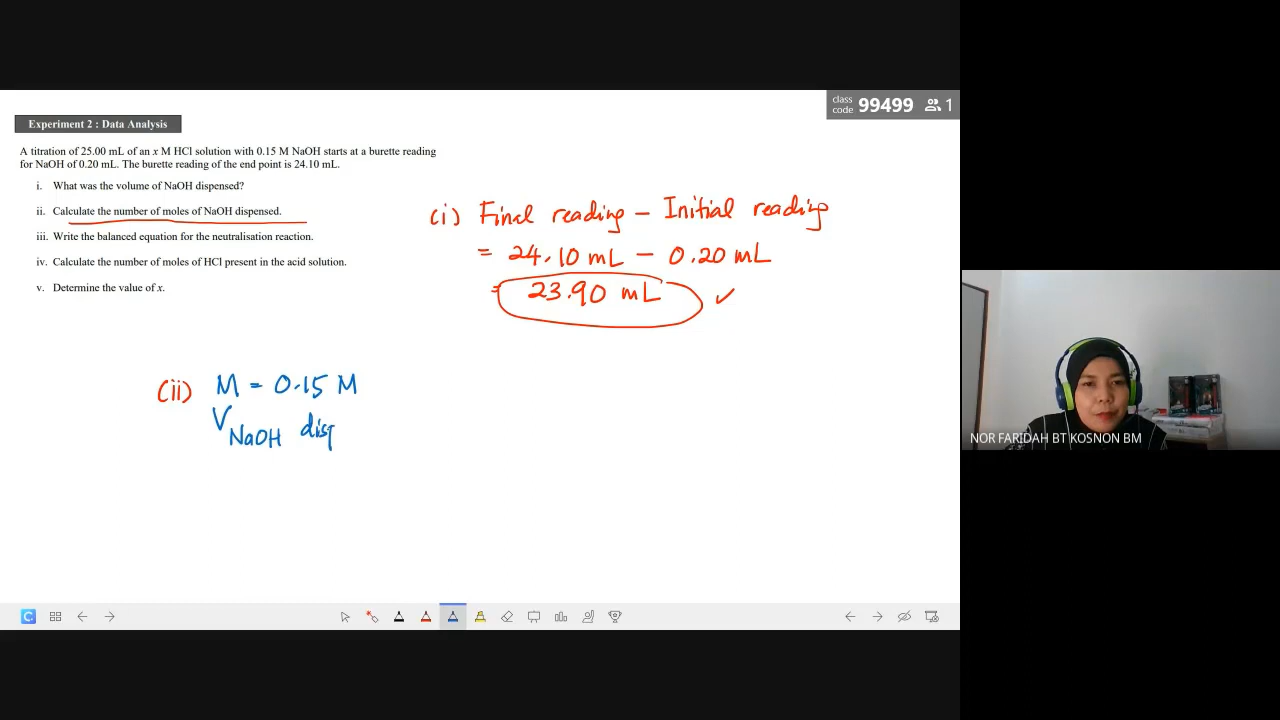 class code 99499 1
Experiment 2 : Data Analysis
A titration of 25.00 mL of an x M HCl solution with 0.15 M NaOH starts at a burette reading
for NaOH of 0.20 mL. The burette reading of the end point is 24.10 mL.
i. What was the volume of NaOH dispensed?
ii. Calculate the number of moles of NaOH dispensed.
iii. Write the balanced equation for the neutralisation reaction.
iv. Calculate the number of moles of HCl present in the acid solution.
v. Determine the value of x.
(i) Final reading - Initial reading
= 24.10 mL - 0.20 mL
= 23.90 mL ✓
(ii) M = 0.15 M
V NaOH disp
NOR FARIDAH BT KOSNON BM